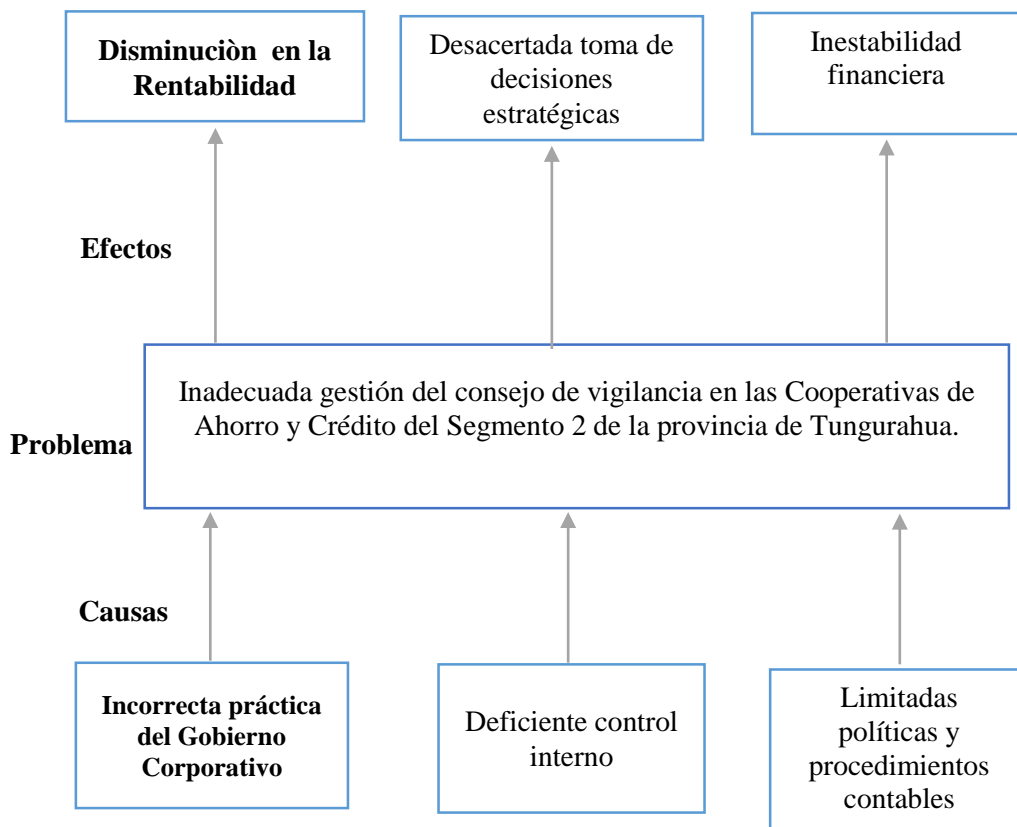 Disminuciòn en la
Rentabilidad
Desacertada toma de
decisiones
estratégicas
Inestabilidad
financiera
Efectos
Inadecuada gestión del consejo de vigilancia en las Cooperativas de
Ahorro y Crédito del Segmento 2 de la provincia de Tungurahua.
Problema
Causas
Incorrecta práctica
del Gobierno
Corporativo
Deficiente control
interno
Limitadas
políticas y
procedimientos
contables